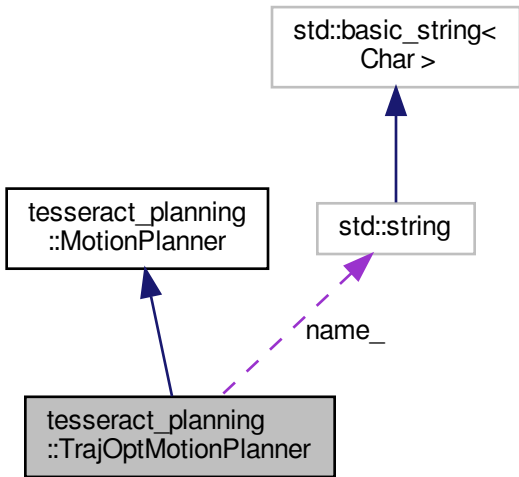 std::basic_string<
Char >
tesseract_planning
::MotionPlanner
std::string
name_
tesseract_planning
::TrajOptMotionPlanner